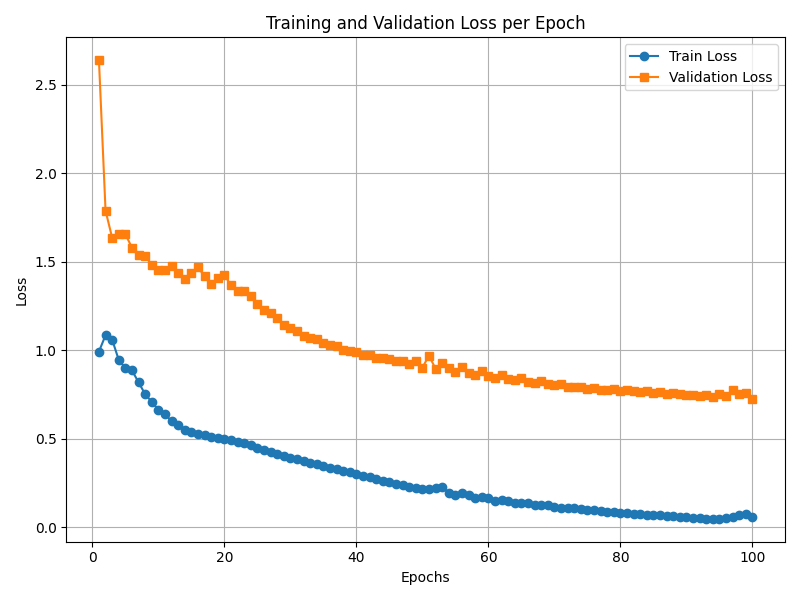 Training and Validation Loss per Epoch
Train Loss
Validation Loss
2.5
2.0
1.5
1.0
0.5
0.0
Loss
0 20 40 60 80 100
Epochs